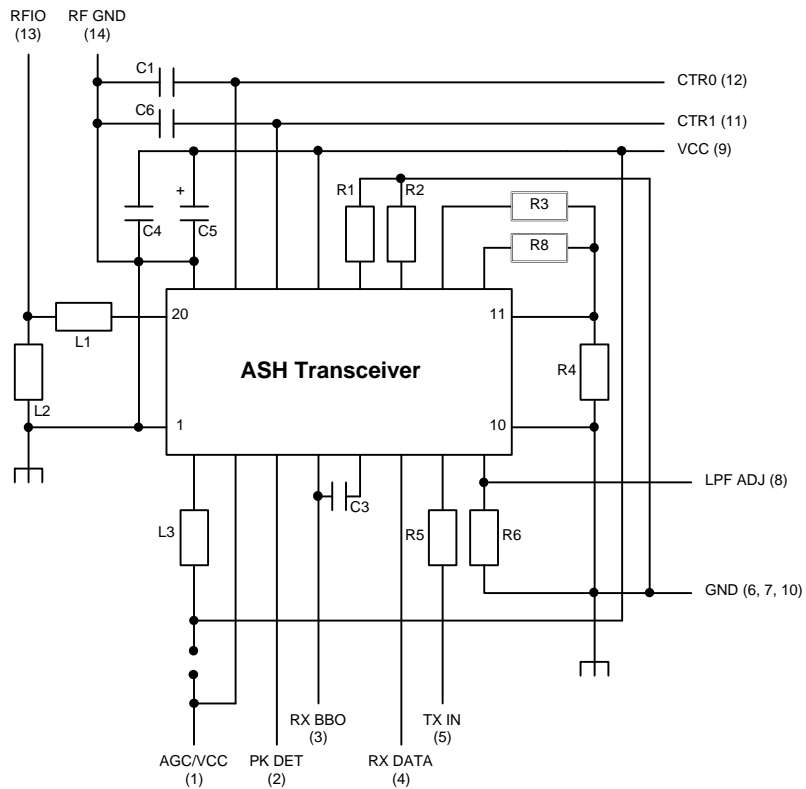 RFIO
(13)
RF GND
(14)
C1
CTR0 (12)
C6
CTR1 (11)
VCC (9)
R1
R2
+
R3
C4
C5
R8
20
11
L1
ASH Transceiver
R4
L2
1
10
LPF ADJ (8)
C3
L3
R5
R6
GND (6, 7, 10)
RX BBO
(3)
TX IN
(5)
AGC/VCC
(1)
PK DET
(2)
RX DATA
(4)